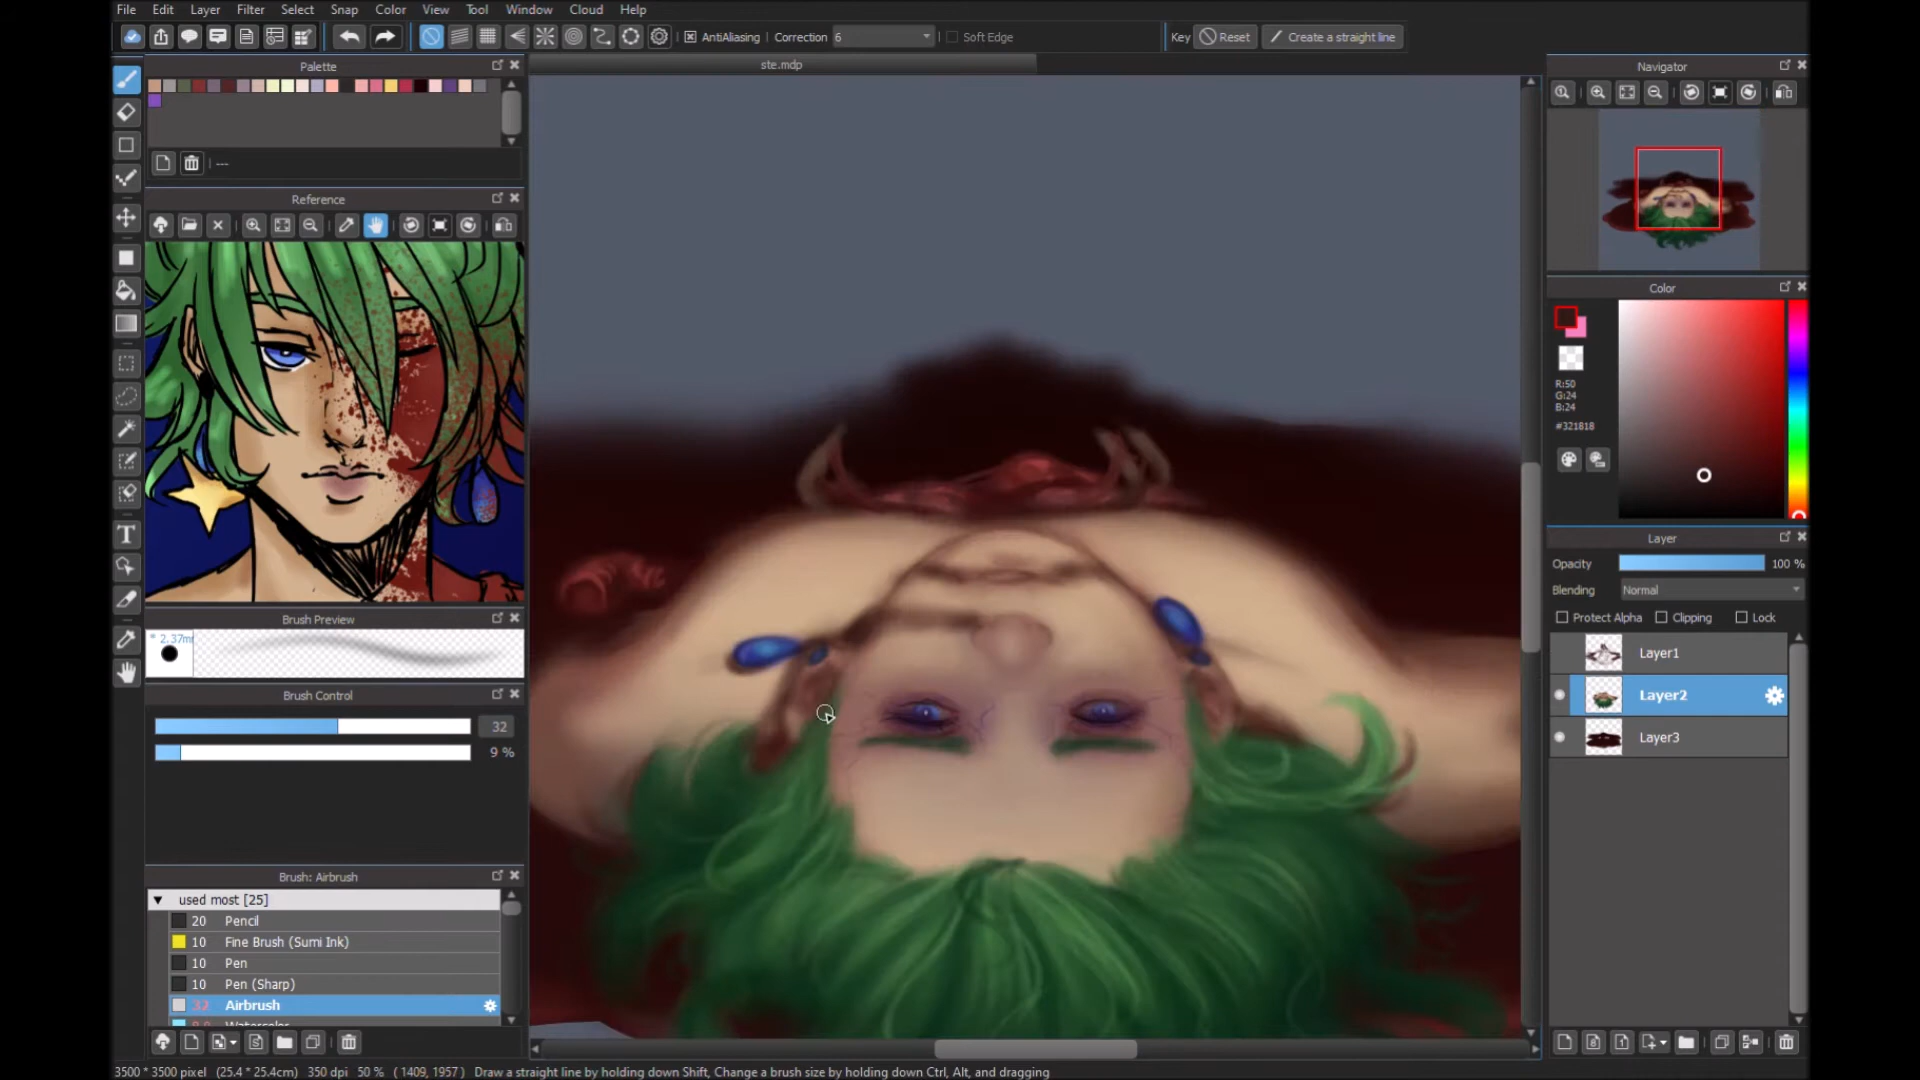 File Edit Layer Filter Select Snap Color View Tool Window Cloud Help
AntiAliasing Correction 6 Soft Edge Key Reset Create a straight line
Palette
ste.mdp
Navigator
---
Reference
Color
R:50
G:24
B:24
#321818
Layer
Opacity 100 %
Blending Normal
Protect Alpha Clipping Lock
Layer1
Layer2
Layer3
Brush Preview
* 2.37m
Brush Control
32
9 %
Brush: Airbrush
used most [25]
20 Pencil
10 Fine Brush (Sumi Ink)
10 Pen
10 Pen (Sharp)
32 Airbrush
3500 * 3500 pixel (25.4 * 25.4cm) 350 dpi 50 % ( 1409, 1957 ) Draw a straight line by holding down Shift, Change a brush size by holding down Ctrl, Alt, and dragging